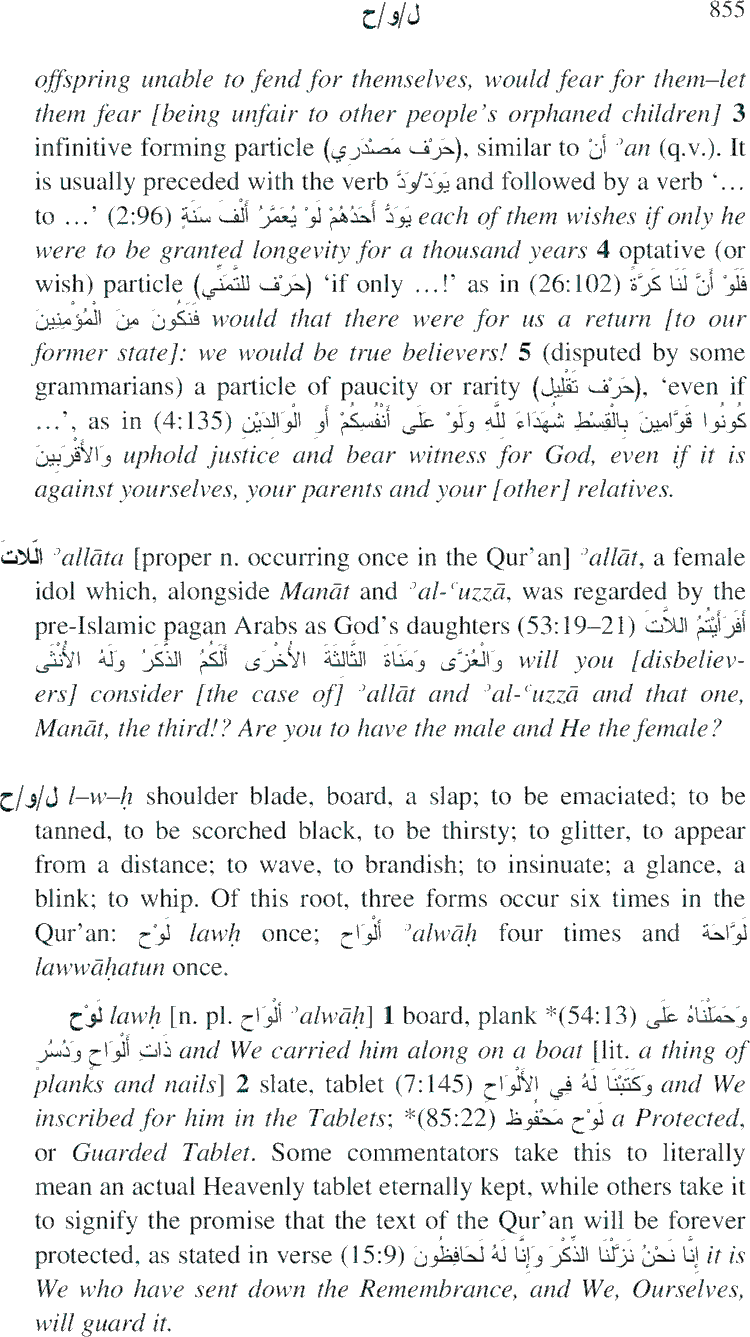 ل/و/ح 855
offspring unable to fend for themselves, would fear for them–let
them fear [being unfair to other people's orphaned children] 3
infinitive forming particle (حَرْف مَصْدَرِي), similar to أَنْ ʾan (q.v.). It
is usually preceded with the verb يَوَدّ/وَدَّ and followed by a verb ‘…
to …’ (2:96) يَوَدُّ أَحَدُهُمْ لَوْ يُعَمَّرُ أَلْفَ سَنَةٍ each of them wishes if only he
were to be granted longevity for a thousand years 4 optative (or
wish) particle (حَرْف للتَّمَنِّي) ‘if only …!’ as in (26:102) فَلَوْ أَنَّ لَنَا كَرَّةً
فَنَكُونَ مِنَ الْمُؤْمِنِينَ would that there were for us a return [to our
former state]: we would be true believers! 5 (disputed by some
grammarians) a particle of paucity or rarity (حَرْف تَقْلِيل), ‘even if
…’, as in (4:135) كُونُوا قَوَّامِينَ بِالْقِسْطِ شُهَدَاءَ لِلَّهِ وَلَوْ عَلَى أَنْفُسِكُمْ أَوِ الْوَالِدَيْنِ
وَالأَقْرَبِينَ uphold justice and bear witness for God, even if it is
against yourselves, your parents and your [other] relatives.
الَلاتَ ʾallāta [proper n. occurring once in the Qur'an] ʾallāt, a female
idol which, alongside Manāt and ʾal-ʿuzzā, was regarded by the
pre-Islamic pagan Arabs as God's daughters (53:19–21) أَفَرَأَيْتُمُ اللاَّتَ
وَالْعُزَّى وَمَنَاةَ الثَّالِثَةَ الأُخْرَى أَلَكُمُ الذَّكَرُ وَلَهُ الأُنْثَى will you [disbeliev-
ers] consider [the case of] ʾallāt and ʾal-ʿuzzā and that one,
Manāt, the third!? Are you to have the male and He the female?
ل/و/ح l–w–ḥ shoulder blade, board, a slap; to be emaciated; to be
tanned, to be scorched black, to be thirsty; to glitter, to appear
from a distance; to wave, to brandish; to insinuate; a glance, a
blink; to whip. Of this root, three forms occur six times in the
Qur'an: لَوْح lawḥ once; أَلْوَاح ʾalwāḥ four times and لَوَّاحَة
lawwāḥatun once.
لَوْح lawḥ [n. pl. أَلْوَاح ʾalwāḥ] 1 board, plank *(54:13) وَحَمَلْنَاهُ عَلَى
ذَاتِ أَلْوَاحٍ وَدُسُرٍ and We carried him along on a boat [lit. a thing of
planks and nails] 2 slate, tablet (7:145) وَكَتَبْنَا لَهُ فِي الأَلْوَاحِ and We
inscribed for him in the Tablets; *(85:22) لَوْح مَحْفُوظ a Protected,
or Guarded Tablet. Some commentators take this to literally
mean an actual Heavenly tablet eternally kept, while others take it
to signify the promise that the text of the Qur'an will be forever
protected, as stated in verse (15:9) إِنَّا نَحْنُ نَزَّلْنَا الذِّكْرَ وَإِنَّا لَهُ لَحَافِظُونَ it is
We who have sent down the Remembrance, and We, Ourselves,
will guard it.